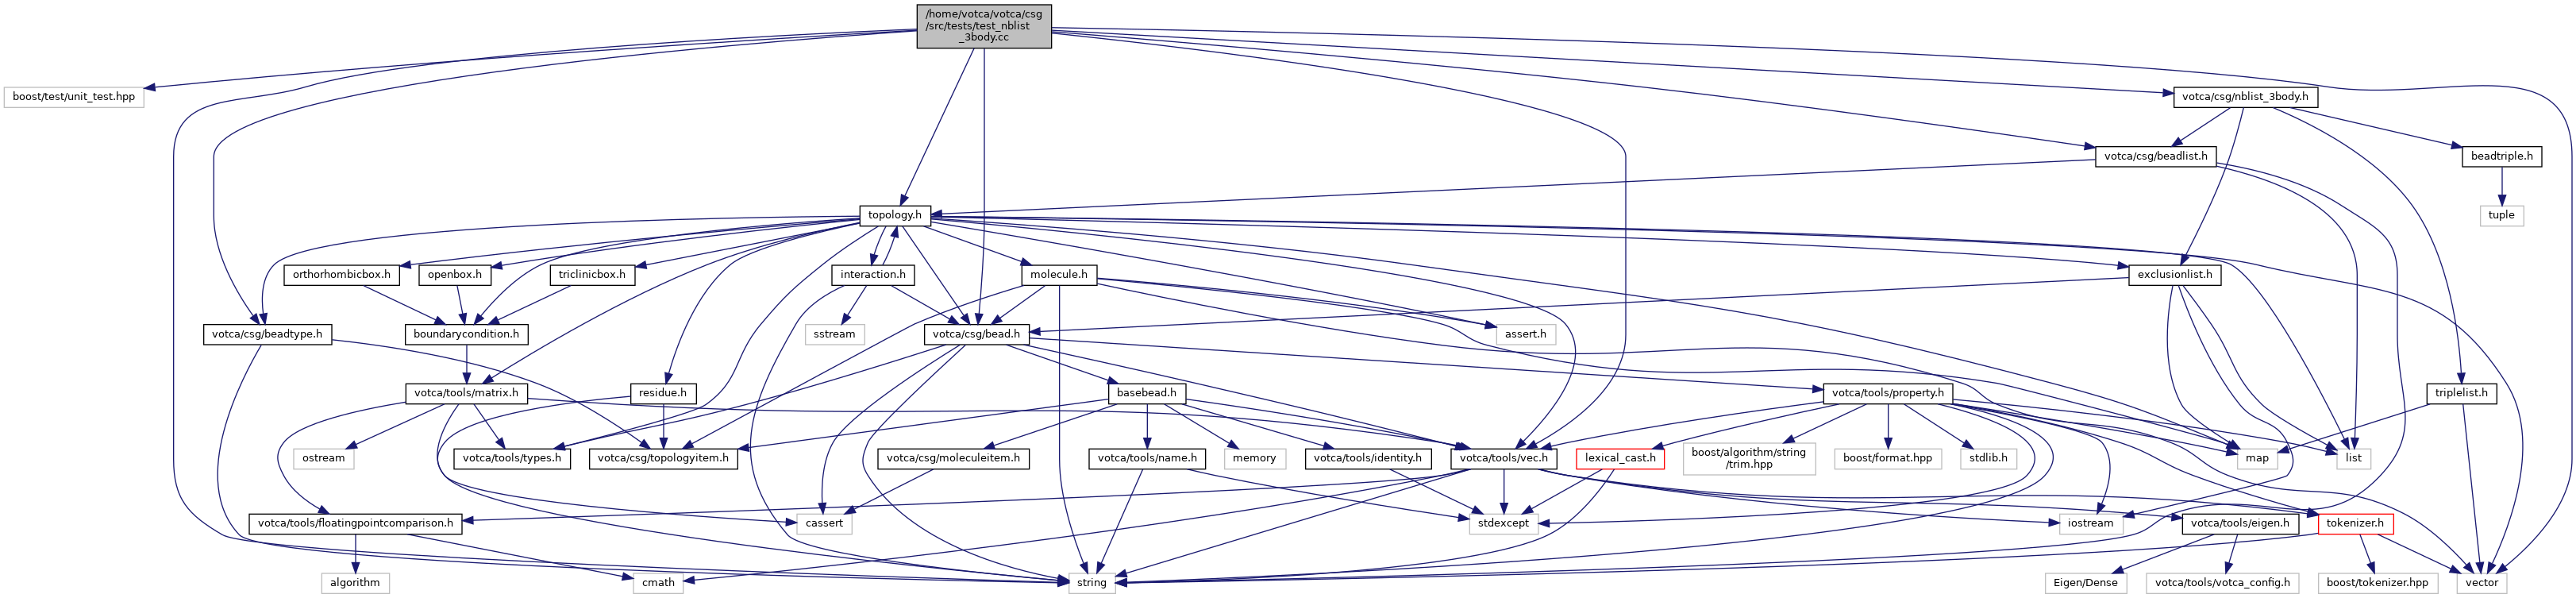 /home/votca/votca/csg
/src/tests/test_nblist
_3body.cc
boost/test/unit_test.hpp
votca/csg/nblist_3body.h
votca/csg/beadlist.h
beadtriple.h
topology.h
tuple
orthorhombicbox.h
openbox.h
triclinicbox.h
interaction.h
molecule.h
exclusionlist.h
votca/csg/beadtype.h
boundarycondition.h
sstream
votca/csg/bead.h
assert.h
votca/tools/matrix.h
residue.h
basebead.h
votca/tools/property.h
triplelist.h
ostream
votca/tools/types.h
votca/csg/topologyitem.h
votca/csg/moleculeitem.h
votca/tools/name.h
memory
votca/tools/identity.h
votca/tools/vec.h
lexical_cast.h
boost/algorithm/string
/trim.hpp
boost/format.hpp
stdlib.h
map
list
votca/tools/floatingpointcomparison.h
cassert
stdexcept
iostream
votca/tools/eigen.h
tokenizer.h
algorithm
cmath
string
Eigen/Dense
votca/tools/votca_config.h
boost/tokenizer.hpp
vector